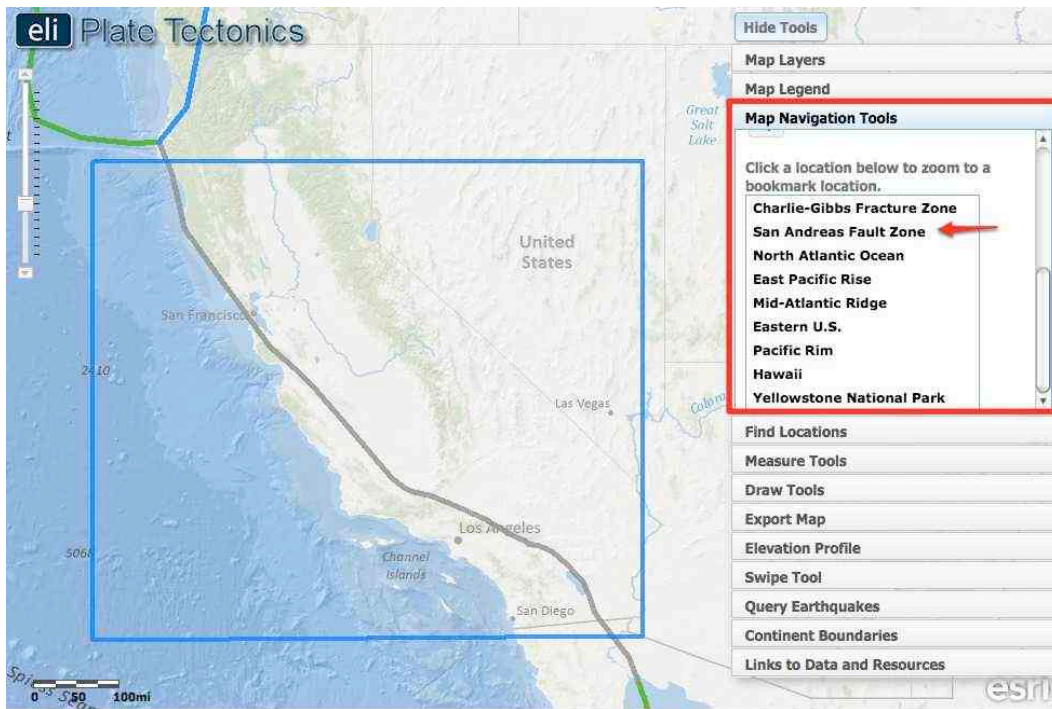 eli Plate Tectonics
Hide Tools
Map Layers
Map Legend
Map Navigation Tools
Click a location below to zoom to a
bookmark location.
Charlie-Gibbs Fracture Zone
San Andreas Fault Zone
North Atlantic Ocean
East Pacific Rise
Mid-Atlantic Ridge
Eastern U.S.
Pacific Rim
Hawaii
Yellowstone National Park
Find Locations
Measure Tools
Draw Tools
Export Map
Elevation Profile
Swipe Tool
Query Earthquakes
Continent Boundaries
Links to Data and Resources
Great
Salt
Lake
United
States
San Francisco
2410
Las Vegas
Los Angeles
5068
Channel
Islands
San Diego
0 50 100mi
esri